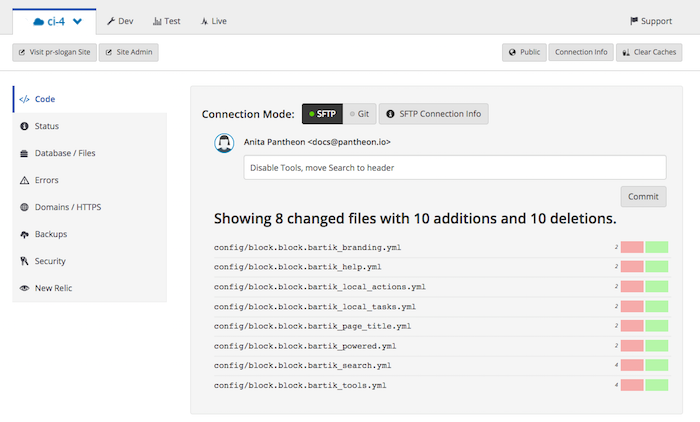 ci-4 Dev Test Live Support
Visit pr-slogan Site Site Admin Public Connection Info Clear Caches
Code
Status
Database / Files
Errors
Domains / HTTPS
Backups
Security
New Relic
Connection Mode: SFTP Git SFTP Connection Info
Anita Pantheon <docs@pantheon.io>
Disable Tools, move Search to header
Commit
Showing 8 changed files with 10 additions and 10 deletions.
config/block.block.bartik_branding.yml 2
config/block.block.bartik_help.yml 2
config/block.block.bartik_local_actions.yml 2
config/block.block.bartik_local_tasks.yml 2
config/block.block.bartik_page_title.yml 2
config/block.block.bartik_powered.yml 2
config/block.block.bartik_search.yml 4
config/block.block.bartik_tools.yml 4